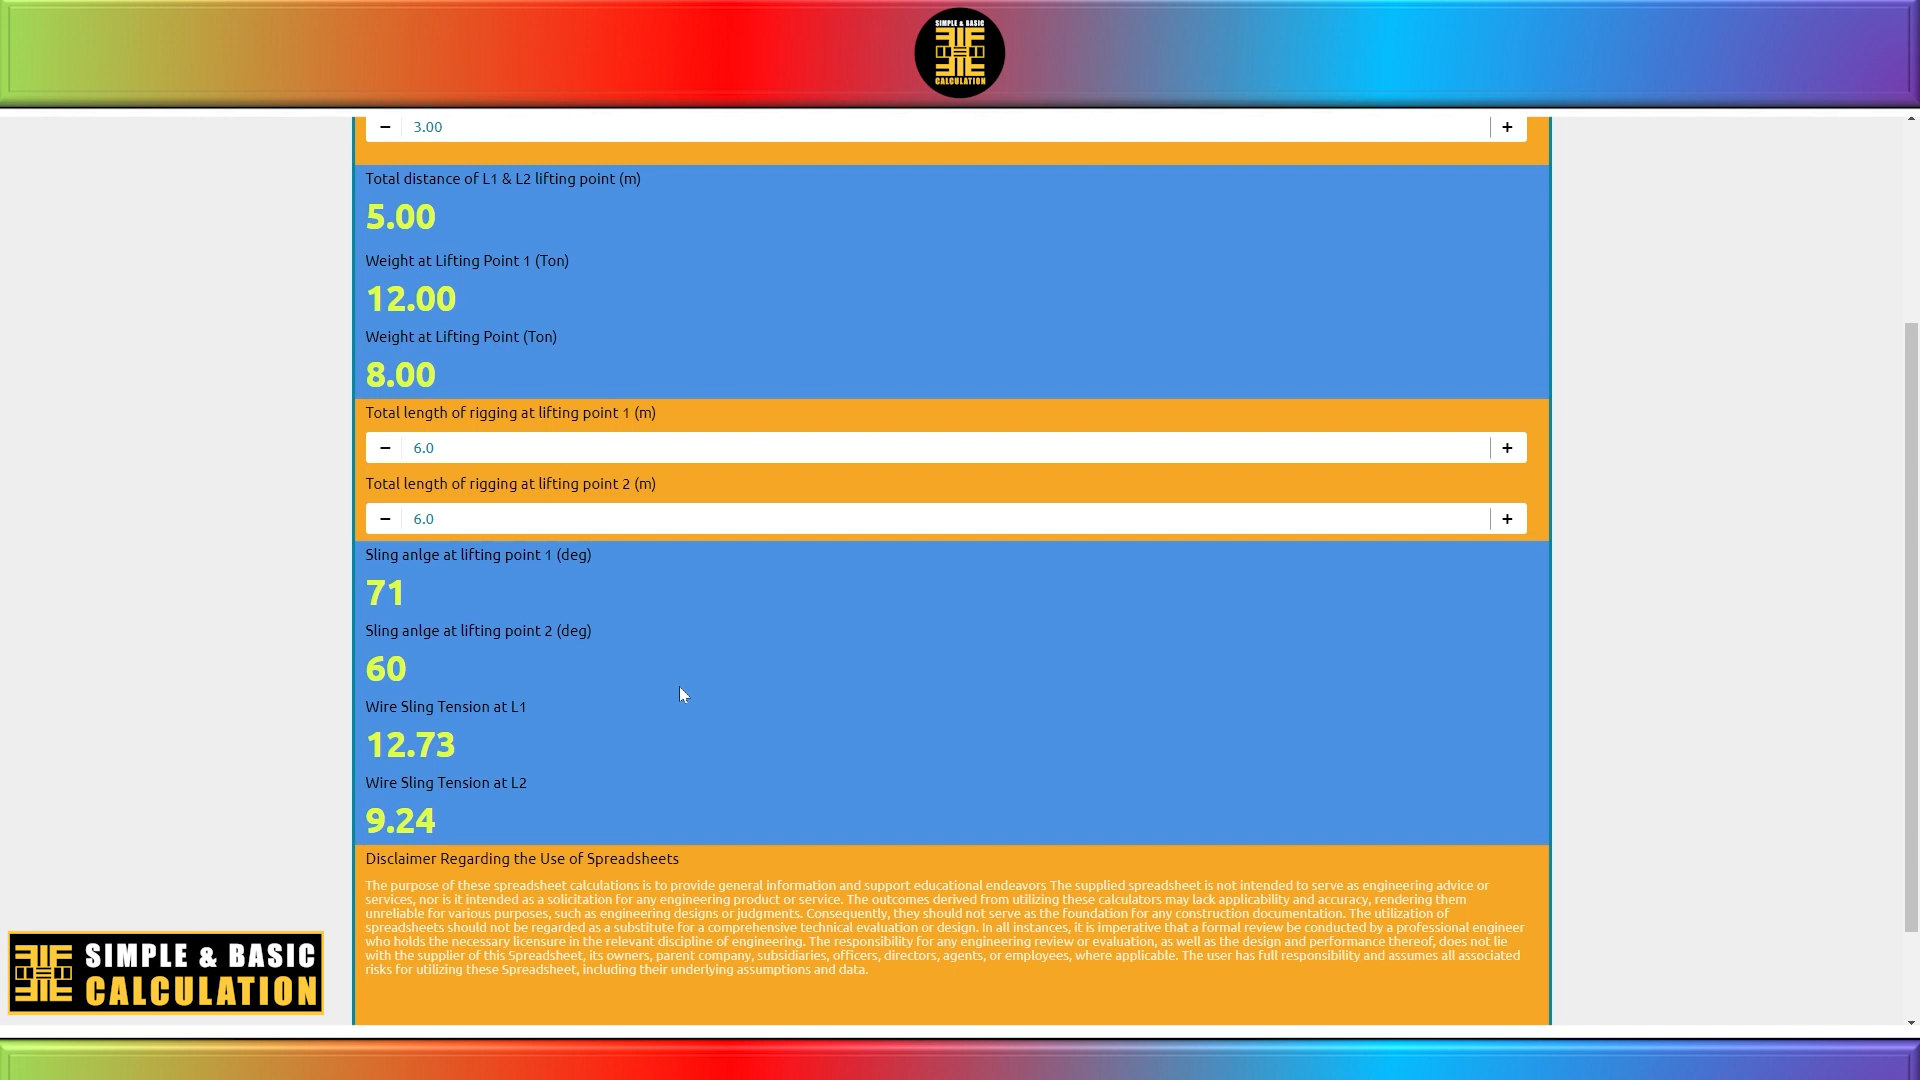 SIMPLE & BASIC
CALCULATION
3.00
Total distance of L1 & L2 lifting point (m)
5.00
Weight at Lifting Point 1 (Ton)
12.00
Weight at Lifting Point (Ton)
8.00
Total length of rigging at lifting point 1 (m)
6.0
Total length of rigging at lifting point 2 (m)
6.0
Sling anlge at lifting point 1 (deg)
71
Sling anlge at lifting point 2 (deg)
60
Wire Sling Tension at L1
12.73
Wire Sling Tension at L2
9.24
Disclaimer Regarding the Use of Spreadsheets
The purpose of these spreadsheet calculations is to provide general information and support educational endeavors The supplied spreadsheet is not intended to serve as engineering advice or
services, nor is it intended as a solicitation for any engineering product or service. The outcomes derived from utilizing these calculators may lack applicability and accuracy, rendering them
unreliable for various purposes, such as engineering designs or judgments. Consequently, they should not serve as the foundation for any construction documentation. The utilization of
spreadsheets should not be regarded as a substitute for a comprehensive technical evaluation or design. In all instances, it is imperative that a formal review be conducted by a professional engineer
who holds the necessary licensure in the relevant discipline of engineering. The responsibility for any engineering review or evaluation, as well as the design and performance thereof, does not lie
with the supplier of this Spreadsheet, its owners, parent company, subsidiaries, officers, directors, agents, or employees, where applicable. The user has full responsibility and assumes all associated
risks for utilizing these Spreadsheet, including their underlying assumptions and data.
SIMPLE & BASIC
CALCULATION